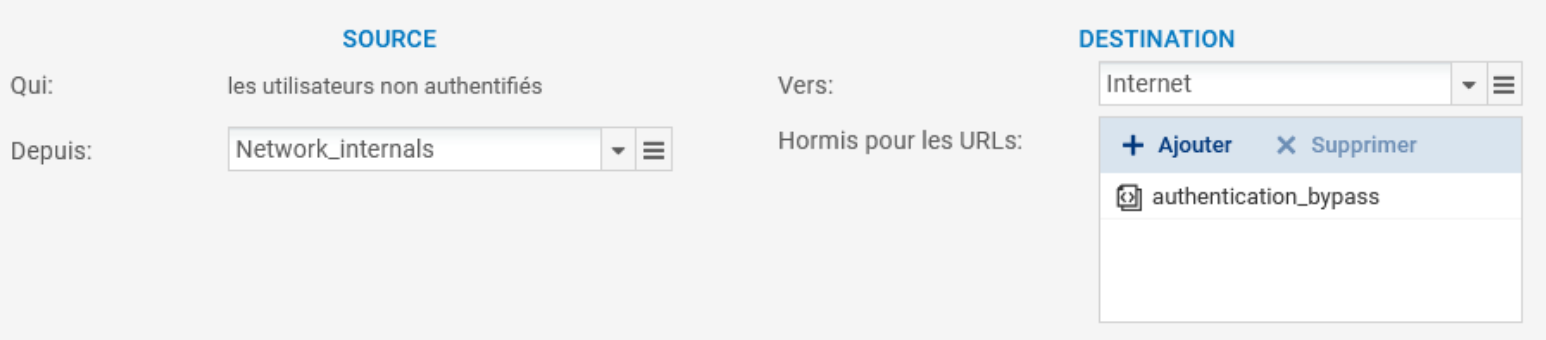 SOURCE
DESTINATION
Qui: les utilisateurs non authentifiés
Vers: Internet
Depuis: Network_internals
Hormis pour les URLs: Ajouter Supprimer
authentication_bypass